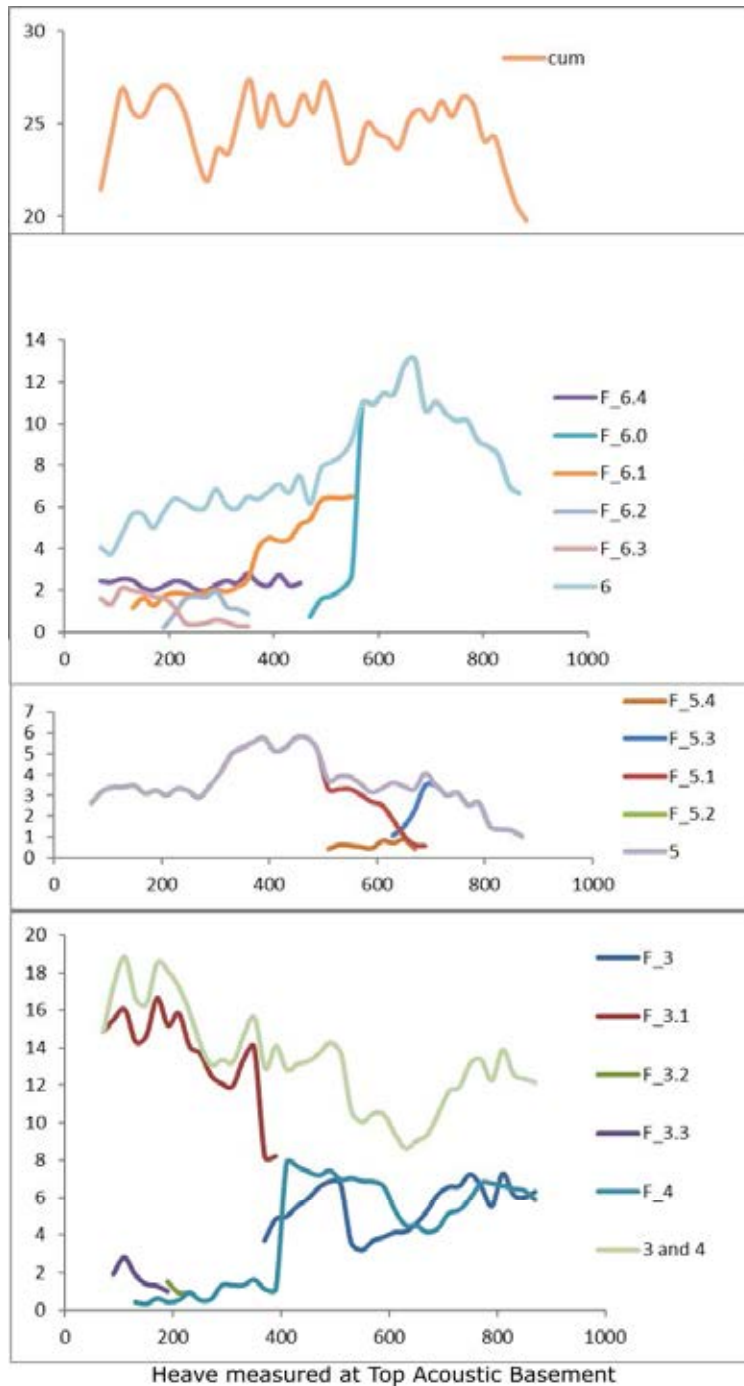 30
25
20
cum
14
12
10
8
6
4
2
0
0 200 400 600 800 1000
F_6.4
F_6.0
F_6.1
F_6.2
F_6.3
6
7
6
5
4
3
2
1
0
0 200 400 600 800 1000
F_5.4
F_5.3
F_5.1
F_5.2
5
20
18
16
14
12
10
8
6
4
2
0
0 200 400 600 800 1000
F_3
F_3.1
F_3.2
F_3.3
F_4
3 and 4
Heave measured at Top Acoustic Basement